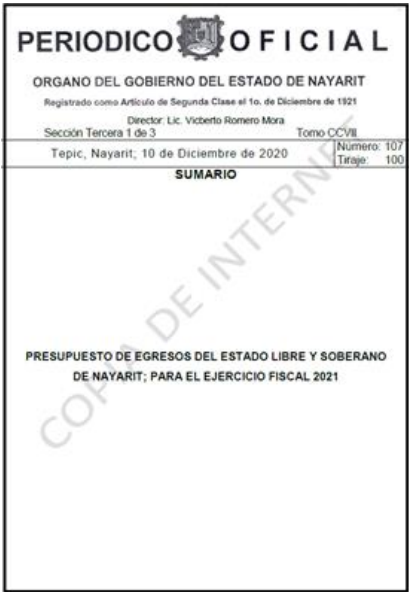 PERIODICO OFICIAL
ORGANO DEL GOBIERNO DEL ESTADO DE NAYARIT
Registrado como Artículo de Segunda Clase el 1o. de Diciembre de 1921
Director: Lic. Vicberto Romero Mora
Sección Tercera 1 de 3 Tomo CCVII
Tepic, Nayarit; 10 de Diciembre de 2020
Número: 107
Tiraje: 100
SUMARIO
COPIA DE INTERNET
PRESUPUESTO DE EGRESOS DEL ESTADO LIBRE Y SOBERANO
DE NAYARIT; PARA EL EJERCICIO FISCAL 2021